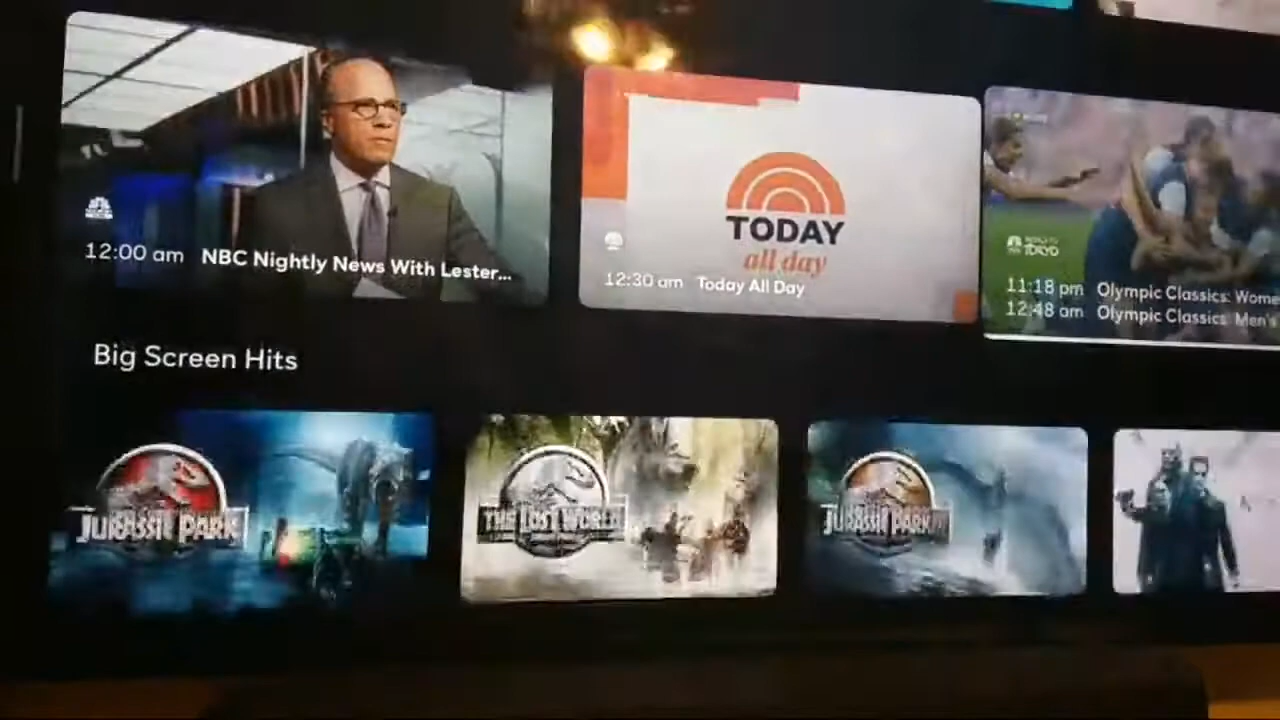 12:00 am NBC Nightly News With Lester...
TODAY
all day
12:30 am Today All Day
TOKYO
11:18 pm Olympic Classics: Wome
12:48 am Olympic Classics: Men's
Big Screen Hits
JURASSIC PARK
THE LOST WORLD
JURASSIC PARK